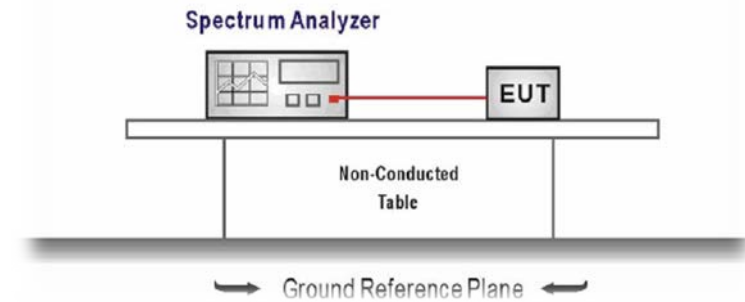 Spectrum Analyzer
EUT
Non-Conducted
Table
Ground Reference Plane